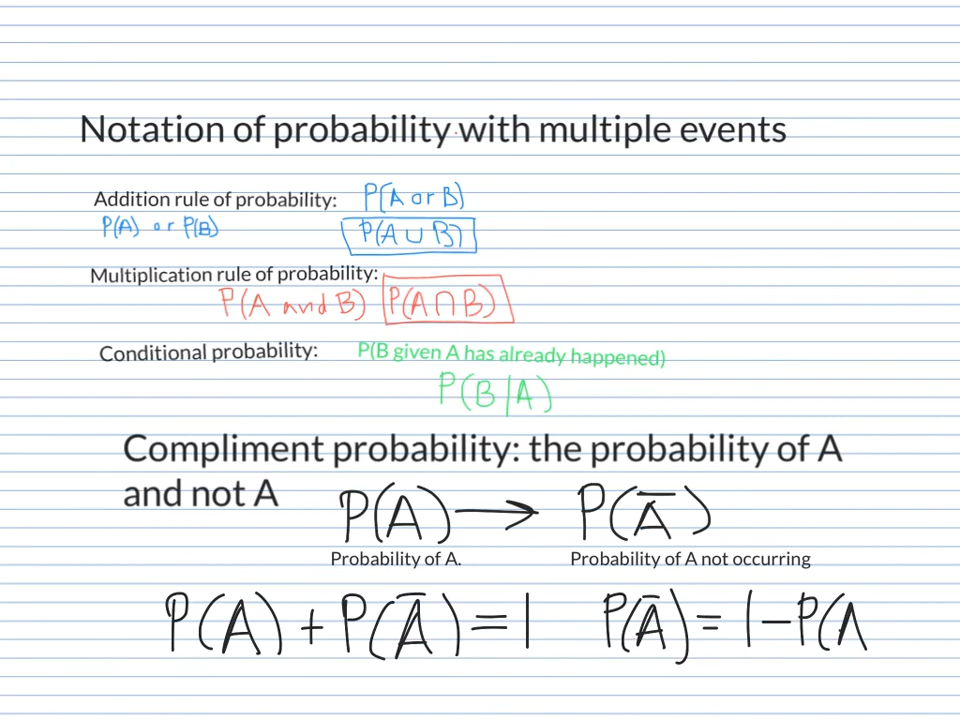 Notation of probability with multiple events
Addition rule of probability: P(A or B)
P(A) or P(B) P(A ∪ B)
Multiplication rule of probability:
P(A and B) P(A ∩ B)
Conditional probability: P(B given A has already happened)
P(B|A)
Compliment probability: the probability of A
and not A P(A) → P(A̅)
Probability of A. Probability of A not occurring
P(A) + P(A̅) = 1 P(A̅) = 1 - P(A